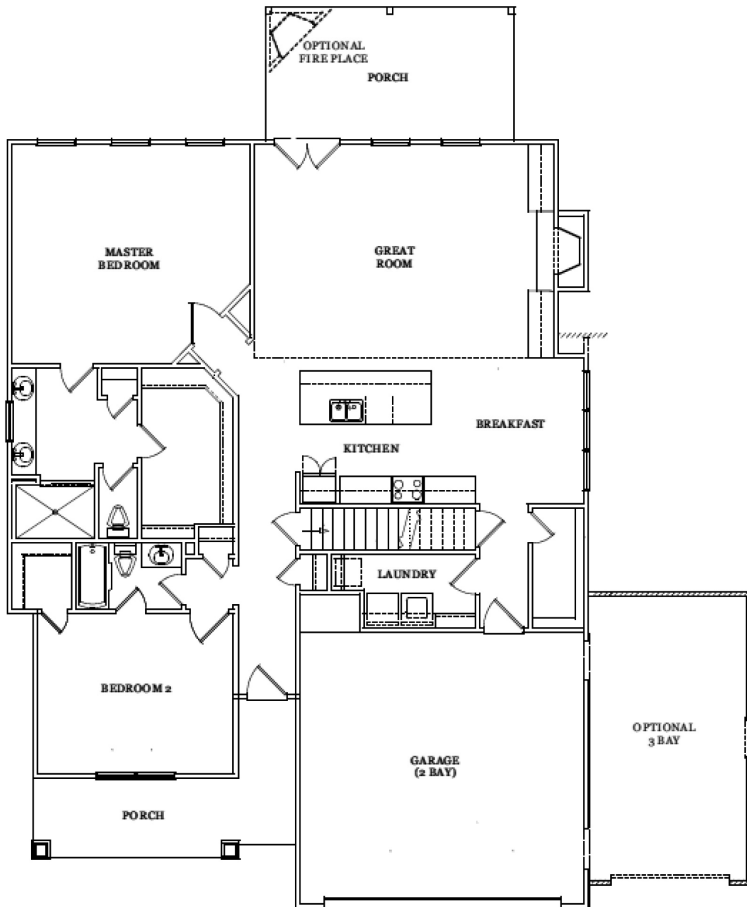 OPTIONAL
FIRE PLACE
PORCH
MASTER
BEDROOM
GREAT
ROOM
BREAKFAST
KITCHEN
LAUNDRY
BEDROOM 2
OPTIONAL
3 BAY
GARAGE
(2 BAY)
PORCH